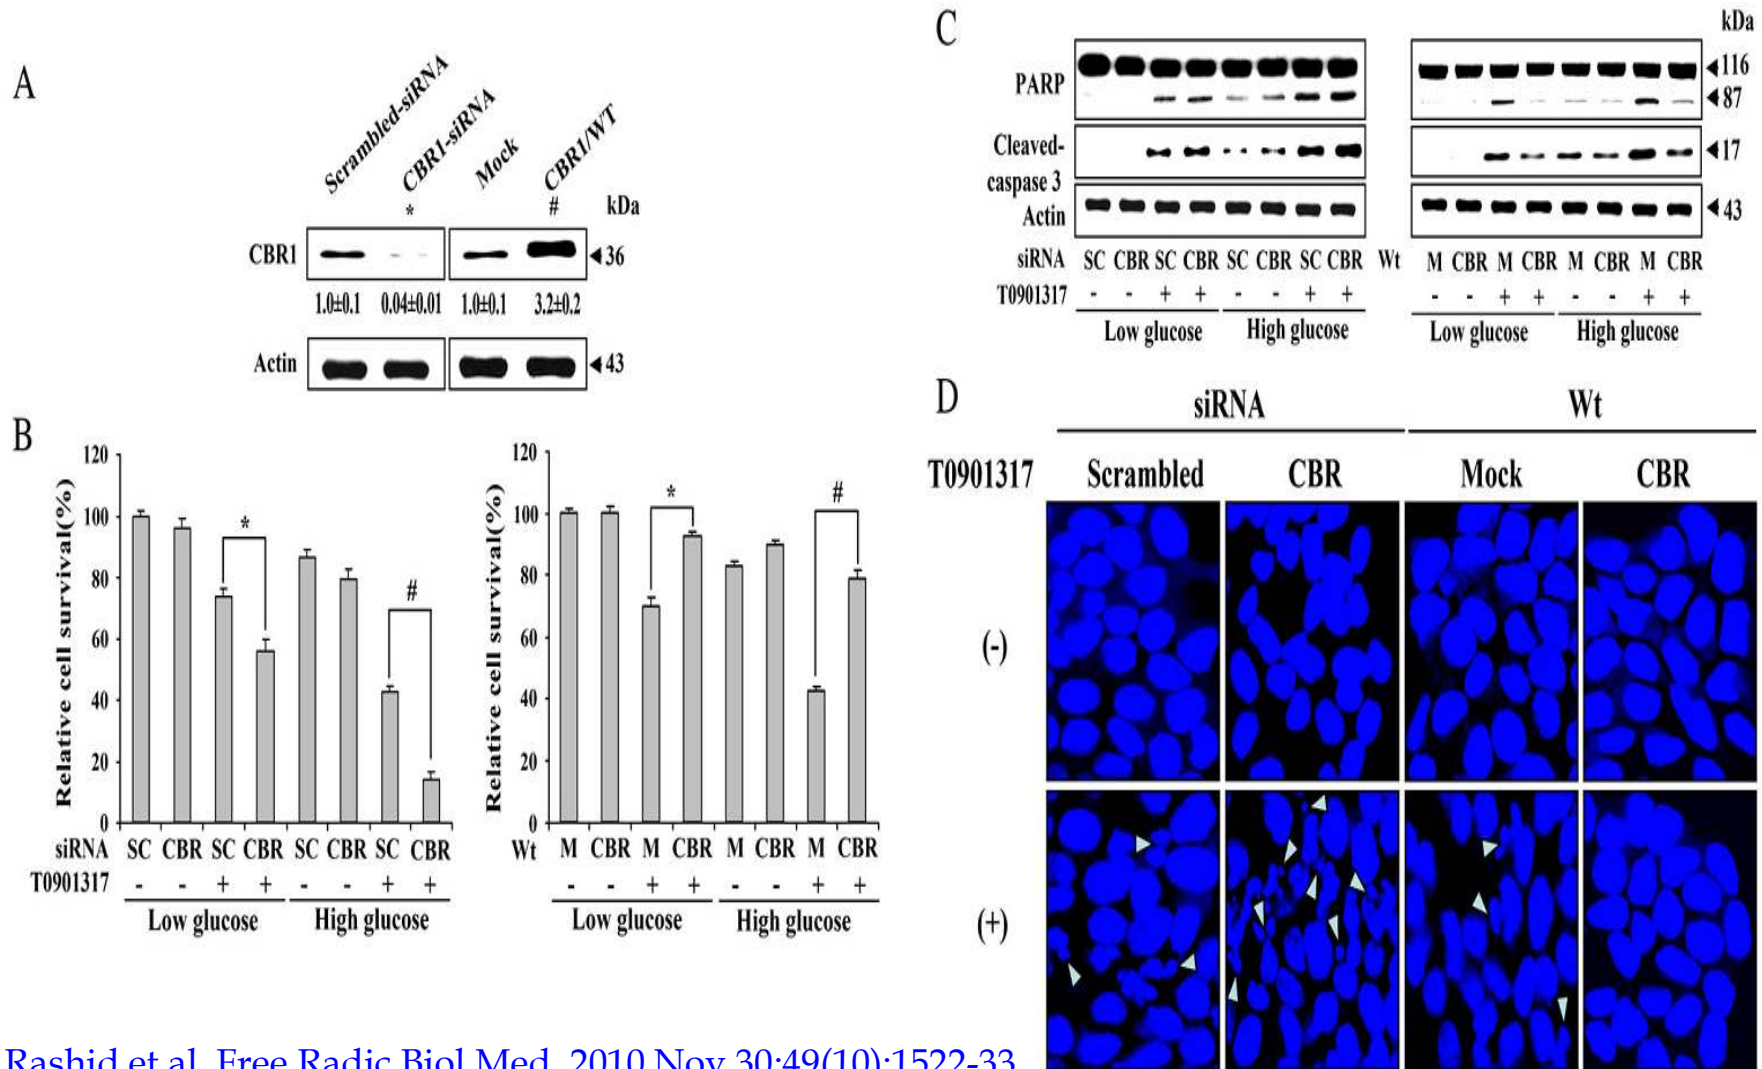 A
Scrambled-siRNA CBR1-siRNA Mock CBR1/WT
* # kDa
CBR1 36
1.0±0.1 0.04±0.01 1.0±0.1 3.2±0.2
Actin 43
B
Relative cell survival(%)
120
100
80
60
40
20
0
* #
siRNA SC CBR SC CBR SC CBR SC CBR
T0901317 - - + + - - + +
Low glucose High glucose
Relative cell survival(%)
120
100
80
60
40
20
0
* #
Wt M CBR M CBR M CBR M CBR
- - + + - - + +
Low glucose High glucose
C
kDa
PARP 116
87
Cleaved-
caspase 3 17
Actin 43
siRNA SC CBR SC CBR SC CBR SC CBR Wt M CBR M CBR M CBR M CBR
T0901317 - - + + - - + + - - + + - - + +
Low glucose High glucose Low glucose High glucose
D
siRNA Wt
T0901317 Scrambled CBR Mock CBR
(-)
(+)
Rashid et al. Free Radic Biol Med. 2010 Nov 30;49(10):1522-33